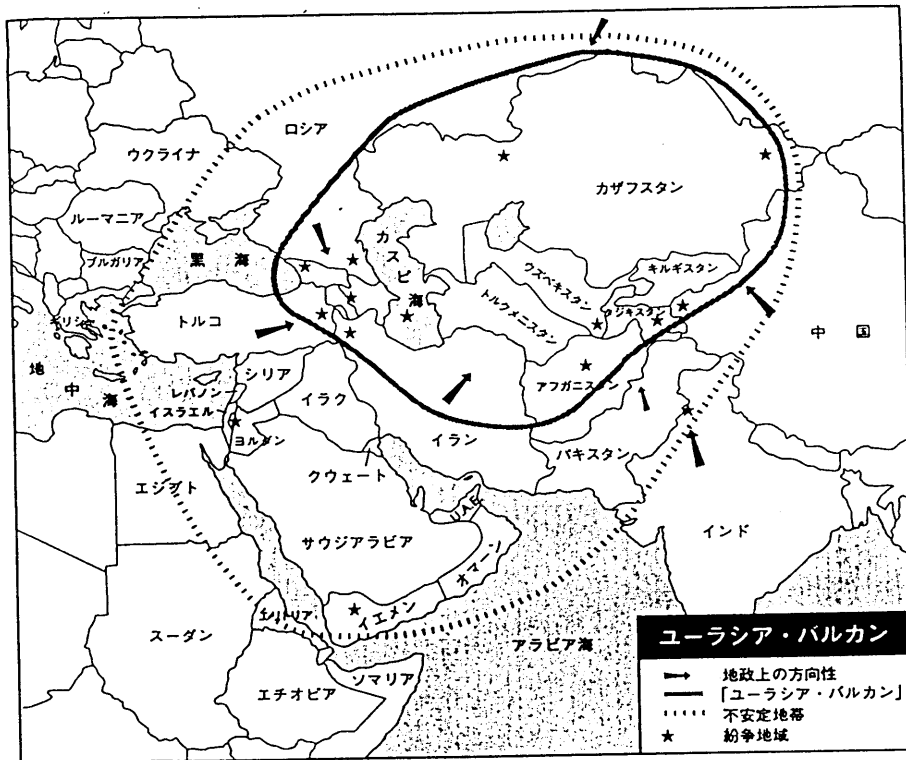 ロシア
ウクライナ
カザフスタン
ルーマニア
ブルガリア
黒海
カスピ海
ウズベキスタン
キルギスタン
トルクメニスタン
タジキスタン
ギリシャ
トルコ
中国
地中海
シリア
レバノン
イスラエル
ヨルダン
イラク
アフガニスタン
イラン
パキスタン
クウェート
エジプト
U.A.E.
サウジアラビア
オマーン
インド
イエメン
エリトリア
スーダン
アラビア海
ソマリア
エチオピア
ユーラシア・バルカン
地政上の方向性
「ユーラシア・バルカン」
不安定地帯
紛争地域